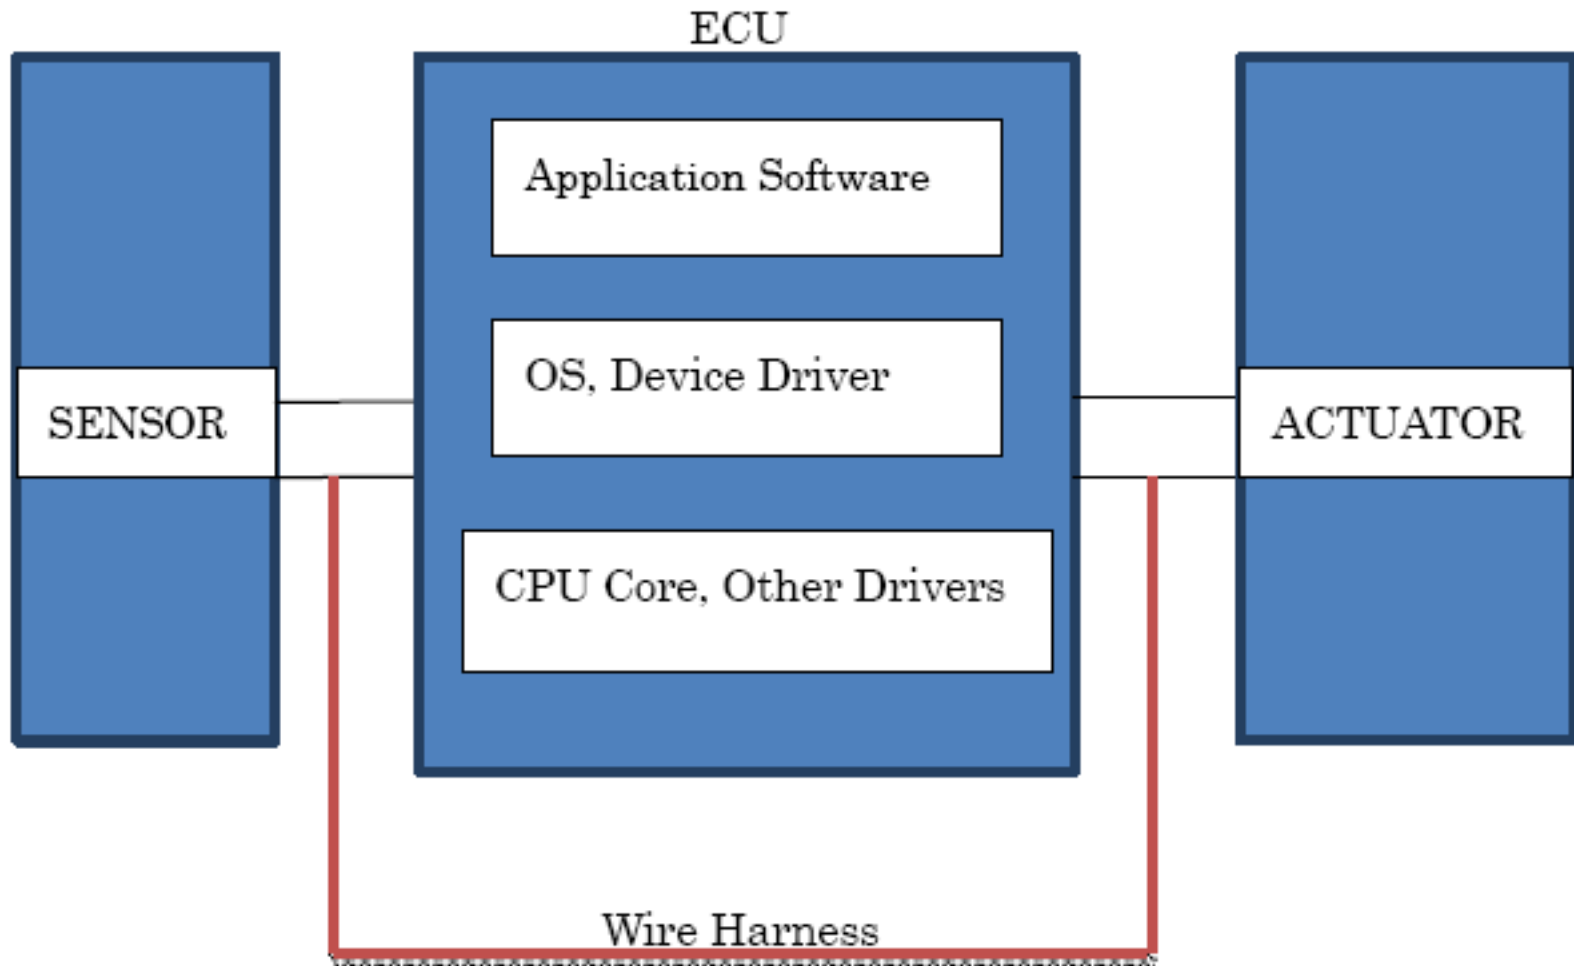 ECU
Application Software
OS, Device Driver
SENSOR
ACTUATOR
CPU Core, Other Drivers
Wire Harness